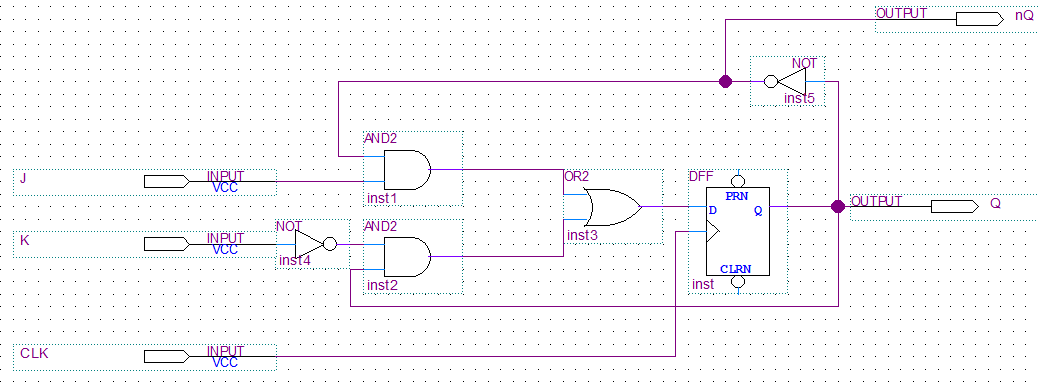 OUTPUT nQ
NOT
inst5
AND2
J INPUT
VCC
inst1
OR2
DFF
PRN
D Q
OUTPUT Q
K INPUT
VCC
NOT
inst4
AND2
inst3
inst2
CLRN
inst
CLK INPUT
VCC